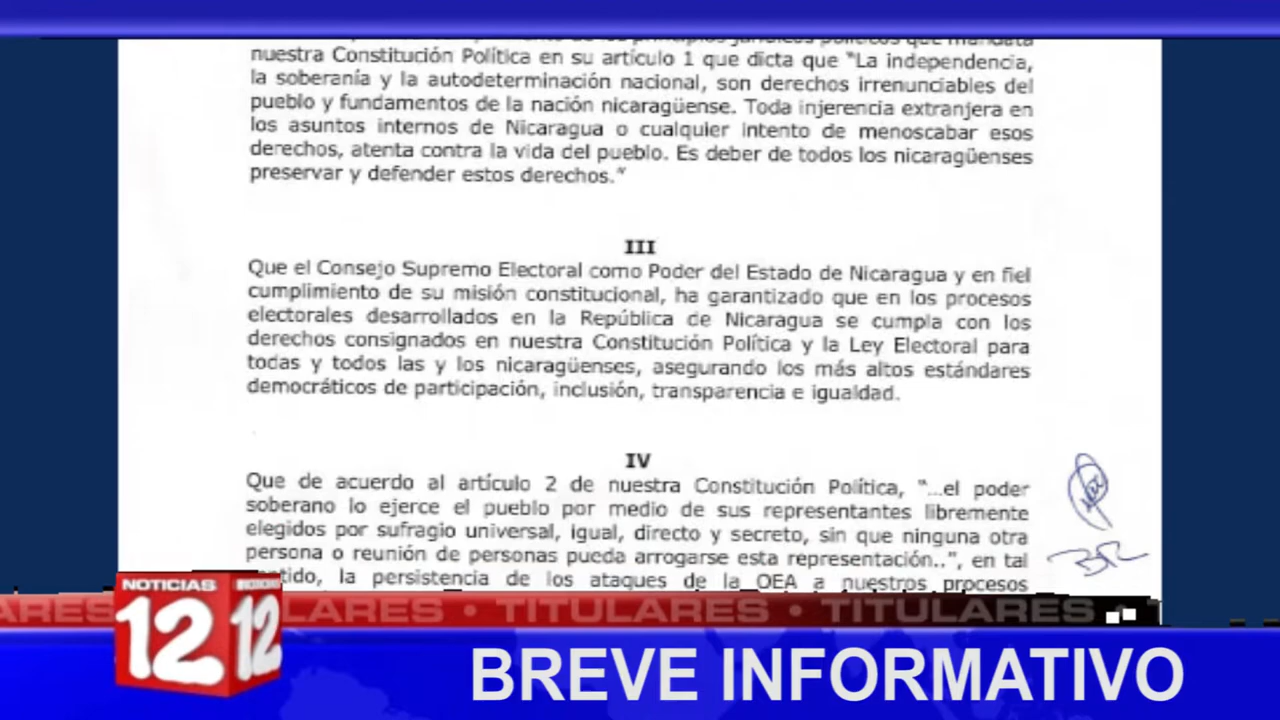 nuestra Constitución Política en su artículo 1 que dicta que "La independencia,
la soberanía y la autodeterminación nacional, son derechos irrenunciables del
pueblo y fundamentos de la nación nicaragüense. Toda injerencia extranjera en
los asuntos internos de Nicaragua o cualquier intento de menoscabar esos
derechos, atenta contra la vida del pueblo. Es deber de todos los nicaragüenses
preservar y defender estos derechos."
III
Que el Consejo Supremo Electoral como Poder del Estado de Nicaragua y en fiel
cumplimiento de su misión constitucional, ha garantizado que en los procesos
electorales desarrollados en la República de Nicaragua se cumpla con los
derechos consignados en nuestra Constitución Política y la Ley Electoral para
todas y todos las y los nicaragüenses, asegurando los más altos estándares
democráticos de participación, inclusión, transparencia e igualdad.
IV
Que de acuerdo al artículo 2 de nuestra Constitución Política, "...el poder
soberano lo ejerce el pueblo por medio de sus representantes libremente
elegidos por sufragio universal, igual, directo y secreto, sin que ninguna otra
persona o reunión de personas pueda arrogarse esta representación..", en tal
la persistencia de los ataques de la OEA a nuestros procesos
NOTICIAS
12 12
TITULARES • TITULARES •
BREVE INFORMATIVO